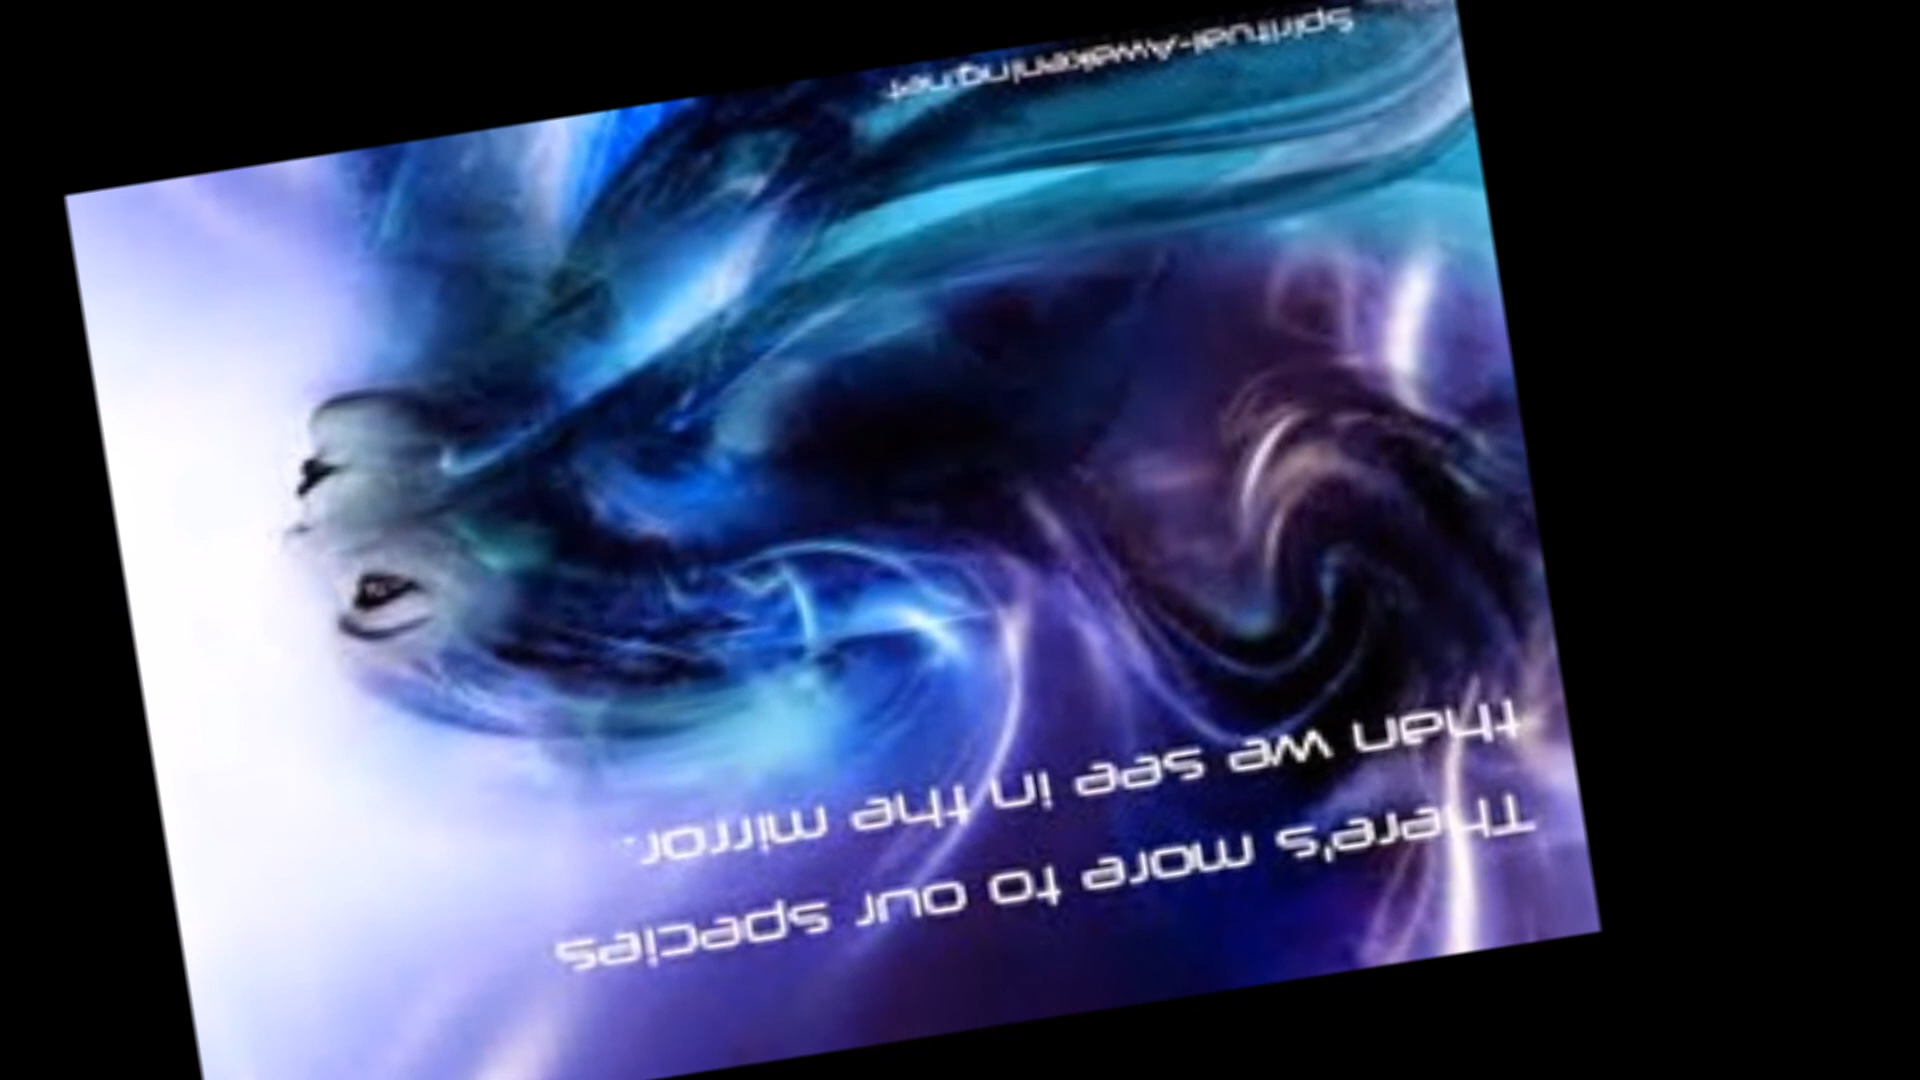 There's more to our species
than we see in the mirror.
Spiritual-Awakening.net